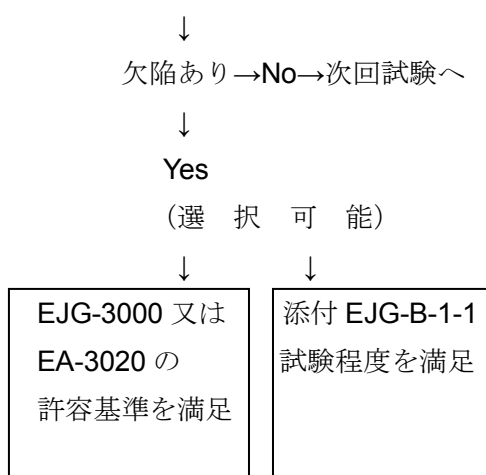 ↓
欠陥あり→No→次回試験へ
↓
Yes
(選 択 可 能)
↓ ↓
EJG-3000 又は
EA-3020 の
許容基準を満足
添付 EJG-B-1-1
試験程度を満足